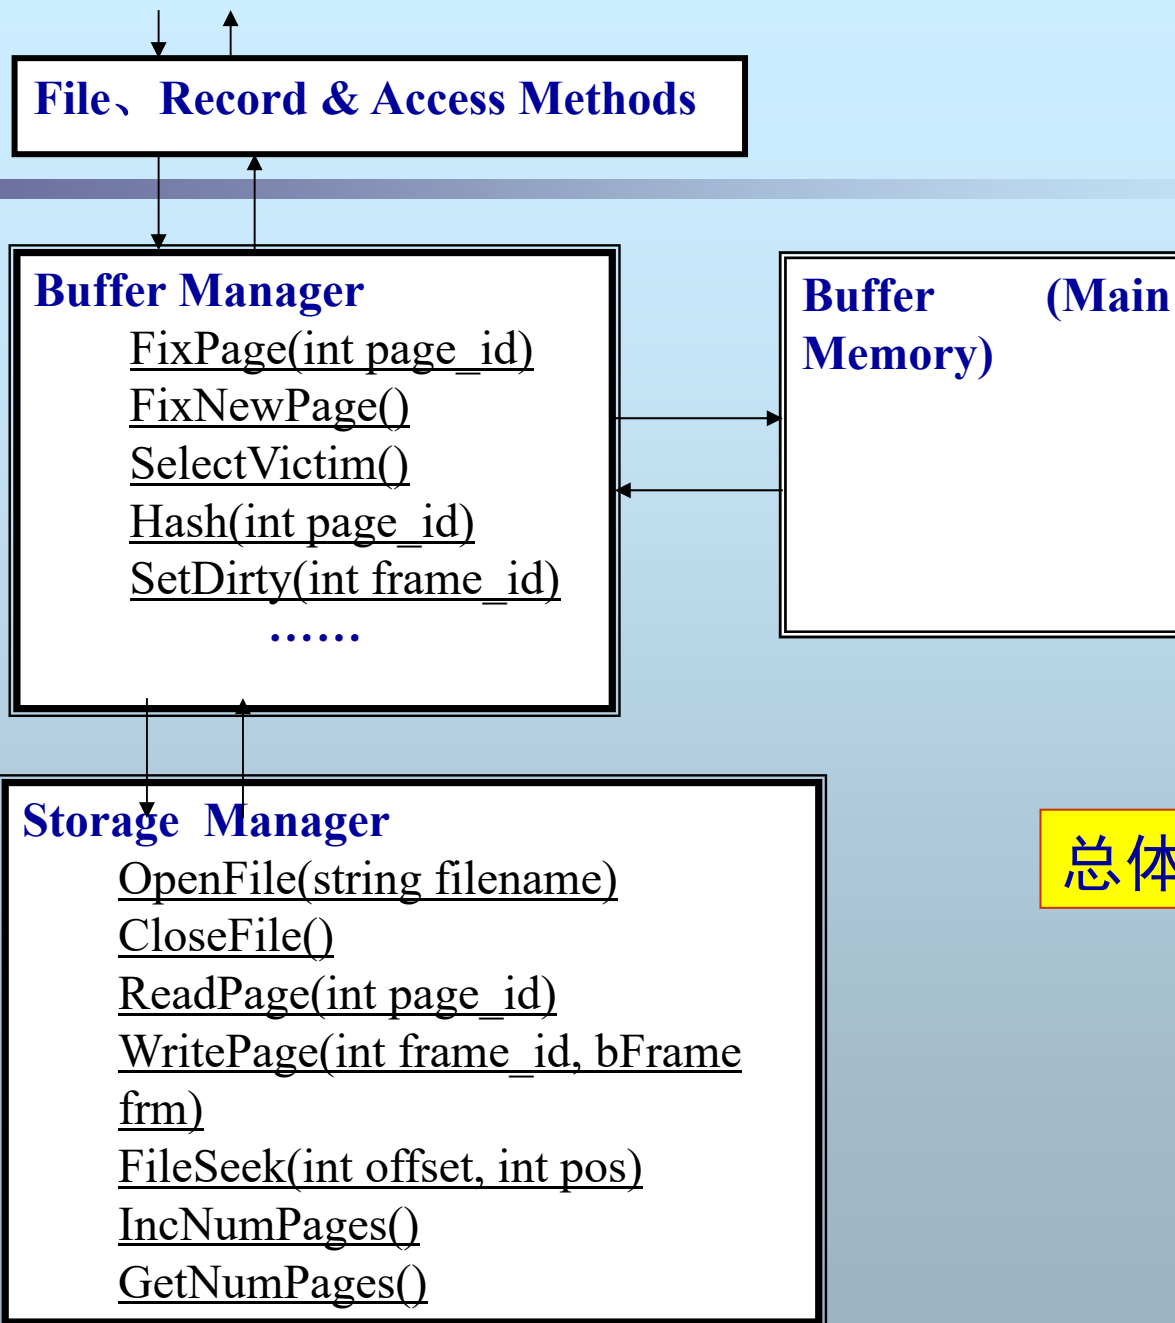 File、Record & Access Methods
Buffer Manager
FixPage(int page_id)
FixNewPage()
SelectVictim()
Hash(int page_id)
SetDirty(int frame_id)
……
Buffer (Main
Memory)
Storage Manager
OpenFile(string filename)
CloseFile()
ReadPage(int page_id)
WritePage(int frame_id, bFrame
frm)
FileSeek(int offset, int pos)
IncNumPages()
GetNumPages()
总体